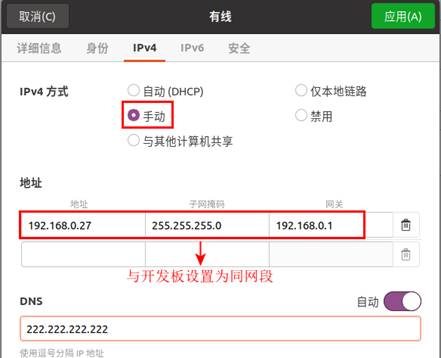 取消(C) 有线 应用(A)
详细信息 身份 IPv4 IPv6 安全
IPv4 方式 自动 (DHCP) 仅本地链路
手动 禁用
与其他计算机共享
地址
地址 子网掩码 网关
192.168.0.27 255.255.255.0 192.168.0.1
与开发板设置为同网段
DNS 自动
222.222.222.222
使用逗号分隔 IP 地址